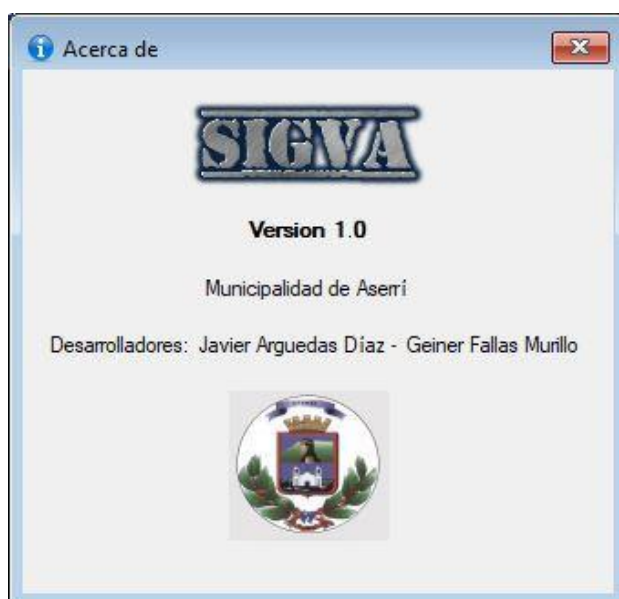 Acerca de
SIGVA
Version 1.0
Municipalidad de Aserrí
Desarrolladores: Javier Arguedas Díaz - Geiner Fallas Murillo